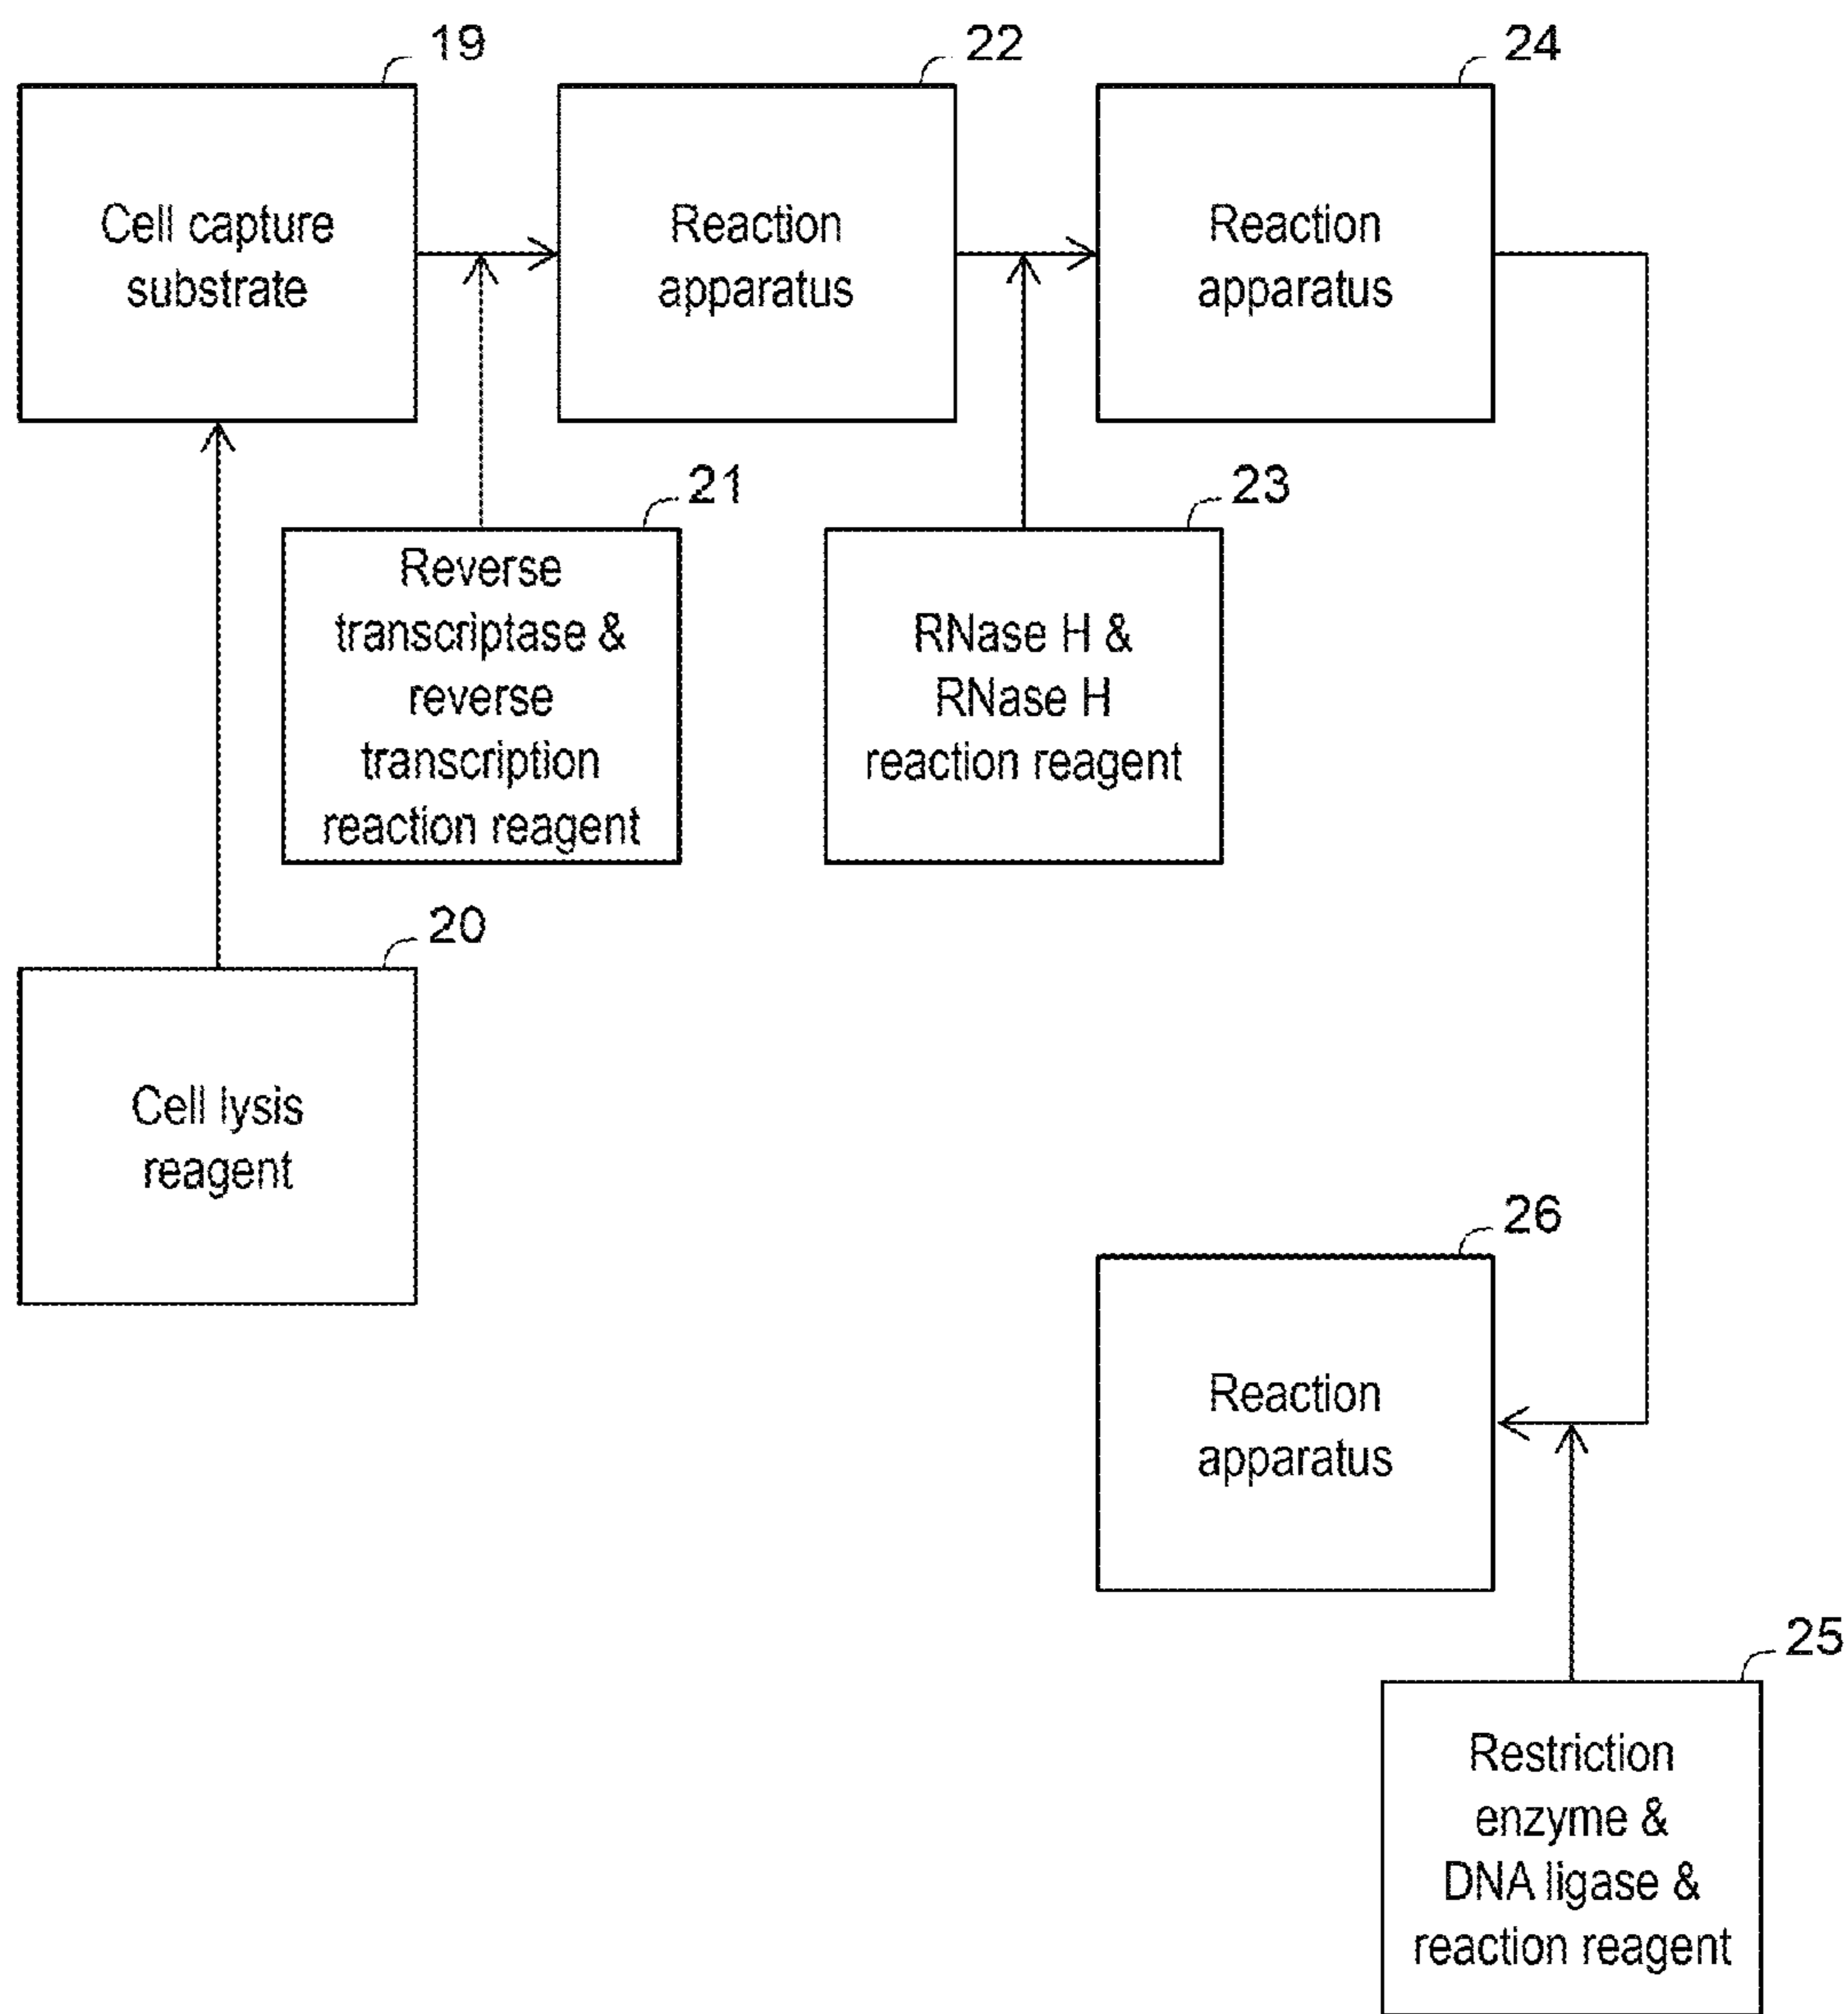 19
Cell capture
substrate
22
Reaction
apparatus
24
Reaction
apparatus
21
Reverse
transcriptase &
reverse
transcription
reaction reagent
23
RNase H &
RNase H
reaction reagent
20
Cell lysis
reagent
26
Reaction
apparatus
25
Restriction
enzyme &
DNA ligase &
reaction reagent